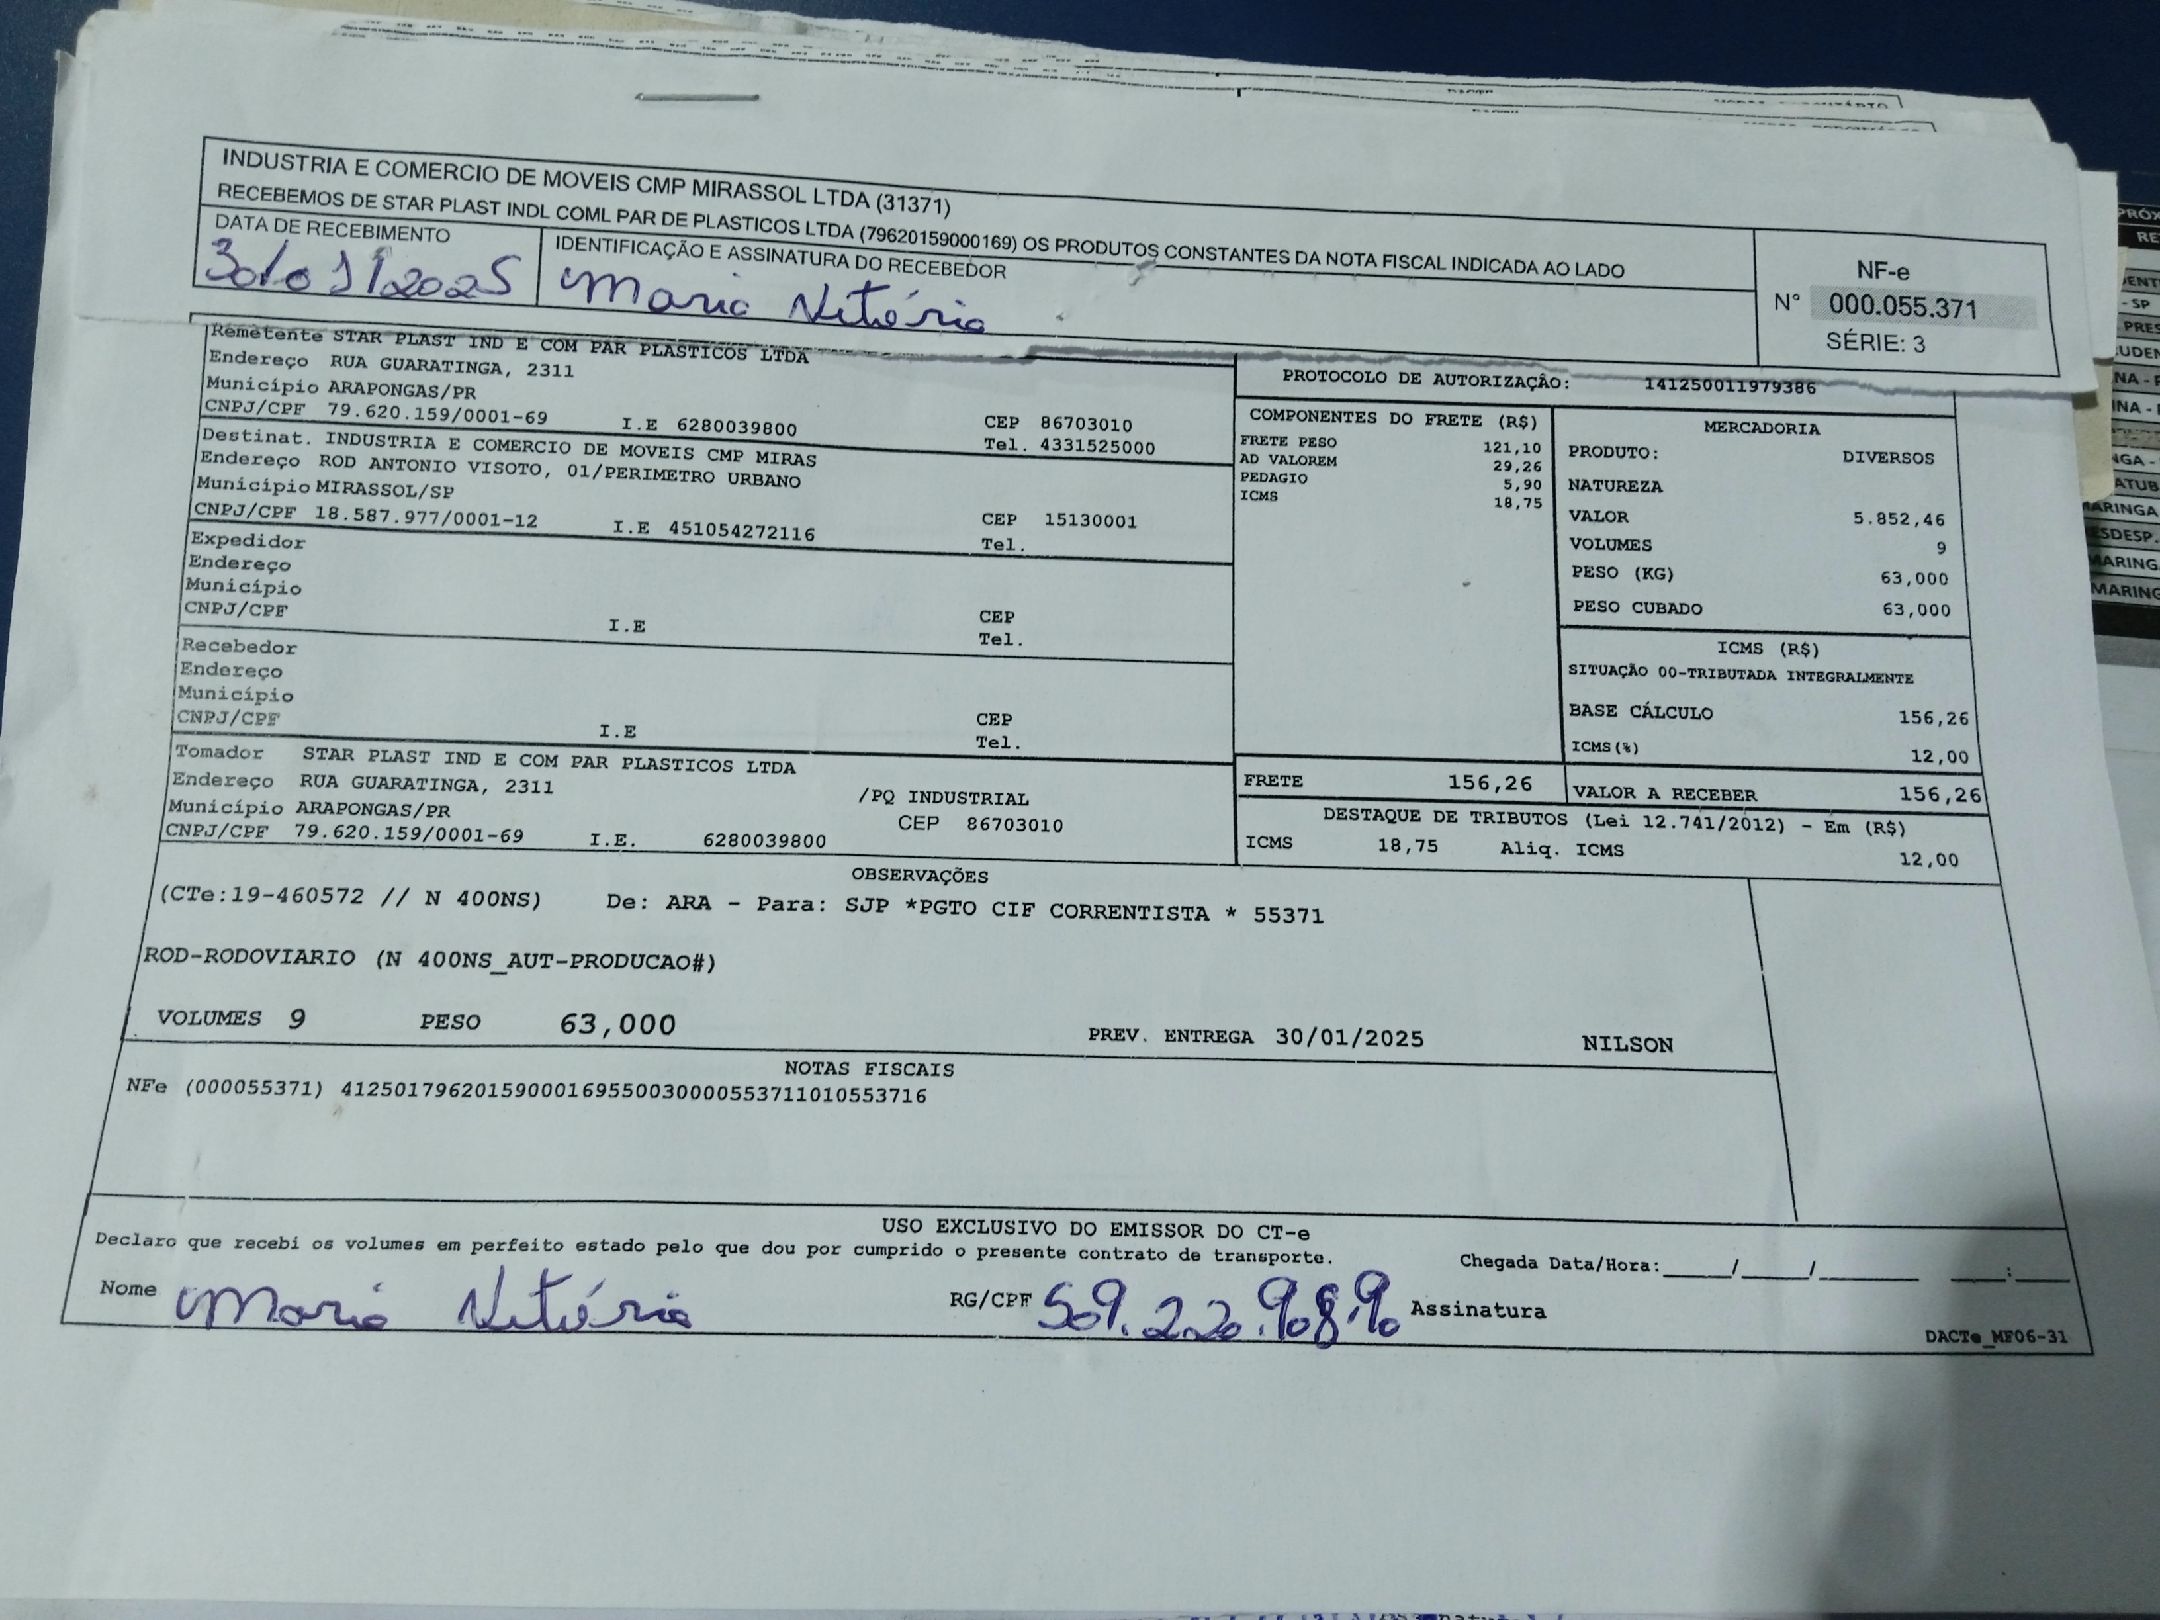 INDUSTRIA E COMERCIO DE MOVEIS CMP MIRASSOL LTDA (31371)
RECEBEMOS DE STAR PLAST INDL COML PAR DE PLASTICOS LTDA (79620159000169) OS PRODUTOS CONSTANTES DA NOTA FISCAL INDICADA AO LADO
DATA DE RECEBIMENTO
30/01/2025
IDENTIFICAÇÃO E ASSINATURA DO RECEBEDOR
Maria Vitória
NF-e
N° 000.055.371
SÉRIE: 3
Remetente STAR PLAST IND E COM PAR PLASTICOS LTDA
Endereço RUA GUARATINGA, 2311
Município ARAPONGAS/PR
CNPJ/CPF 79.620.159/0001-69 I.E 6280039800 CEP 86703010
Tel. 4331525000
Destinat. INDUSTRIA E COMERCIO DE MOVEIS CMP MIRAS
Endereço ROD ANTONIO VISOTO, 01/PERIMETRO URBANO
Município MIRASSOL/SP
CNPJ/CPF 18.587.977/0001-12 I.E 451054272116 CEP 15130001
Tel.
Expedidor
Endereço
Município
CNPJ/CPF I.E CEP
Tel.
Recebedor
Endereço
Município
CNPJ/CPF I.E CEP
Tel.
Tomador STAR PLAST IND E COM PAR PLASTICOS LTDA
Endereço RUA GUARATINGA, 2311 /PQ INDUSTRIAL
Município ARAPONGAS/PR CEP 86703010
CNPJ/CPF 79.620.159/0001-69 I.E. 6280039800
PROTOCOLO DE AUTORIZAÇÃO: 141250011979386
COMPONENTES DO FRETE (R$)
FRETE PESO 121,10
AD VALOREM 29,26
PEDAGIO 5,90
ICMS 18,75
MERCADORIA
PRODUTO: DIVERSOS
NATUREZA
VALOR 5.852,46
VOLUMES 9
PESO (KG) 63,000
PESO CUBADO 63,000
ICMS (R$)
SITUAÇÃO 00-TRIBUTADA INTEGRALMENTE
BASE CÁLCULO 156,26
ICMS(%) 12,00
FRETE 156,26 VALOR A RECEBER 156,26
DESTAQUE DE TRIBUTOS (Lei 12.741/2012) - Em (R$)
ICMS 18,75 Aliq. ICMS 12,00
OBSERVAÇÕES
(CTe:19-460572 // N 400NS) De: ARA - Para: SJP *PGTO CIF CORRENTISTA * 55371
ROD-RODOVIARIO (N 400NS_AUT-PRODUCAO#)
VOLUMES 9 PESO 63,000 PREV. ENTREGA 30/01/2025 NILSON
NOTAS FISCAIS
NFe (000055371) 41250179620159000169550030000553711010553716
USO EXCLUSIVO DO EMISSOR DO CT-e
Declaro que recebi os volumes em perfeito estado pelo que dou por cumprido o presente contrato de transporte. Chegada Data/Hora:____/____/______ ___:___
Nome Maria Vitória RG/CPF 509.220.908.90 Assinatura
DACTe_MF06-31